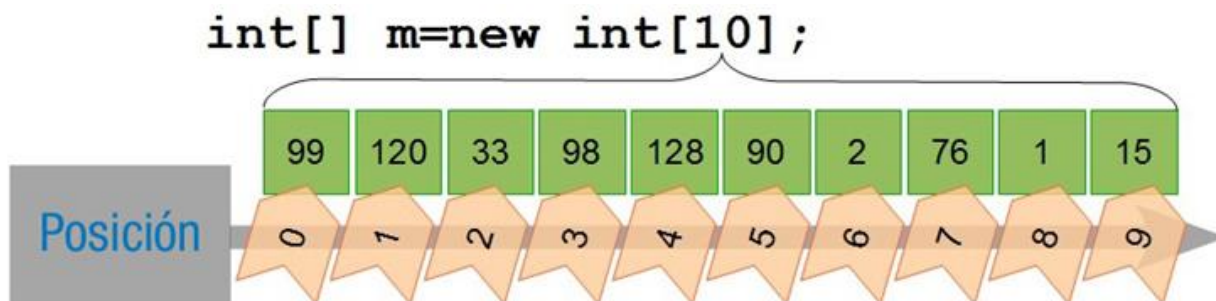 int[] m=new int[10];
99 120 33 98 128 90 2 76 1 15
Posición 0 1 2 3 4 5 6 7 8 9